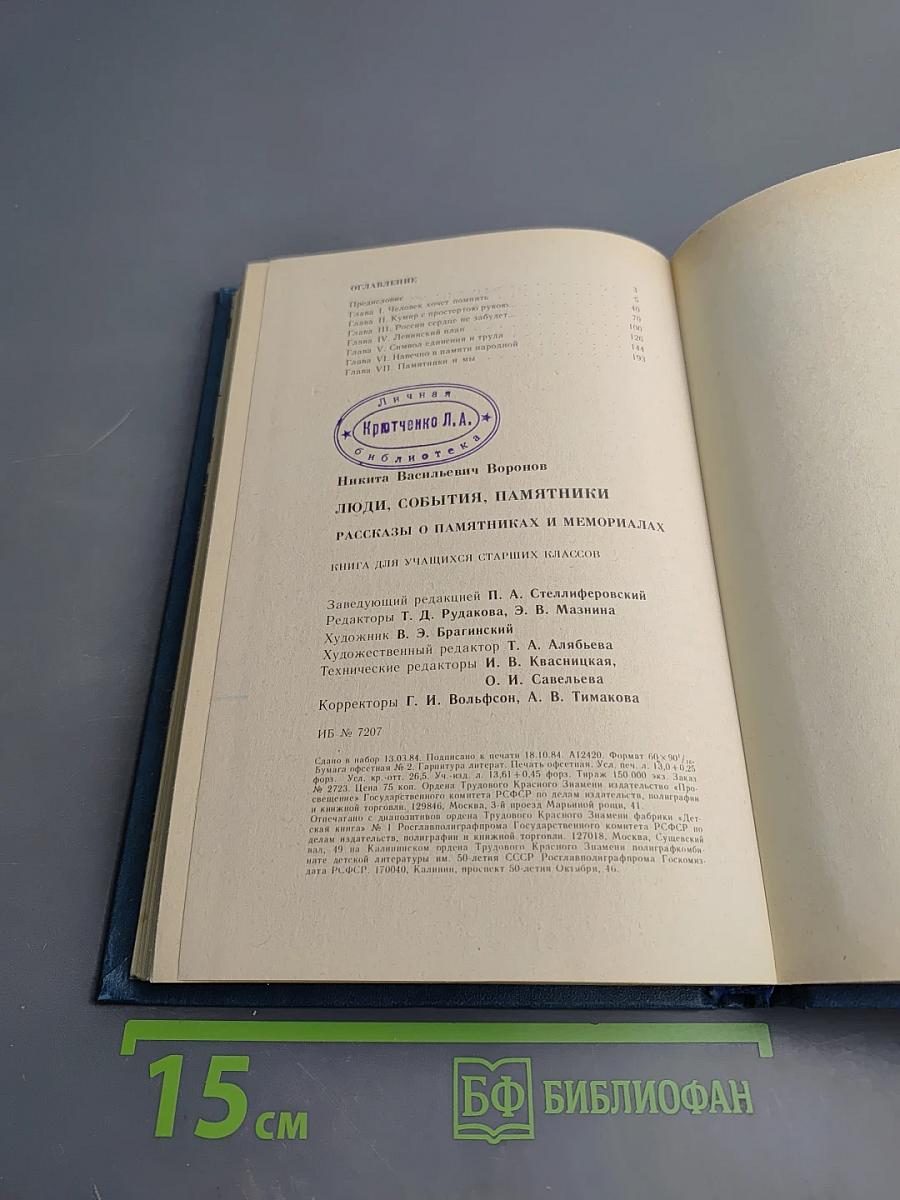 ОГЛАВЛЕНИЕ
Предисловие 3
Глава I. Человек хочет помнить 5
Глава II. Кумир с простертою рукою... 40
Глава III. России сердце не забудет... 70
Глава IV. Ленинский план 100
Глава V. Символ единения и труда 126
Глава VI. Навечно в памяти народной 144
Глава VII. Памятники и мы 193
Личная
Крютченко Л.А.
библиотека
Никита Васильевич Воронов
ЛЮДИ, СОБЫТИЯ, ПАМЯТНИКИ
РАССКАЗЫ О ПАМЯТНИКАХ И МЕМОРИАЛАХ
КНИГА ДЛЯ УЧАЩИХСЯ СТАРШИХ КЛАССОВ
Заведующий редакцией П. А. Стеллиферовский
Редакторы Т. Д. Рудакова, Э. В. Мазнина
Художник В. Э. Брагинский
Художественный редактор Т. А. Алябьева
Технические редакторы И. В. Квасницкая,
О. И. Савельева
Корректоры Г. И. Вольфсон, А. В. Тимакова
ИБ № 7207
Сдано в набор 13.03.84. Подписано к печати 18.10.84. А12420. Формат 60×90¹/₁₆.
Бумага офсетная № 2. Гарнитура литерат. Печать офсетная. Усл. печ. л. 13,0+0,25
форз. Усл. кр.-отт. 26,5. Уч.-изд. л. 13,61+0,45 форз. Тираж 150 000 экз. Заказ
№ 2723. Цена 75 коп. Ордена Трудового Красного Знамени издательство «Про-
свещение» Государственного комитета РСФСР по делам издательств, полиграфии
и книжной торговли. 129846, Москва, 3-й проезд Марьиной рощи, 41.
Отпечатано с диапозитивов ордена Трудового Красного Знамени фабрики «Дет-
ская книга» № 1 Росглавполиграфпрома Государственного комитета РСФСР по
делам издательств, полиграфии и книжной торговли. 127018, Москва, Сущевский
вал, 49 на Калининском ордена Трудового Красного Знамени полиграфкомби-
нате детской литературы им. 50-летия СССР Росглавполиграфпрома Госкомиз-
дата РСФСР. 170040, Калинин, проспект 50-летия Октября, 46.
15 см
БФ БИБЛИОФАН